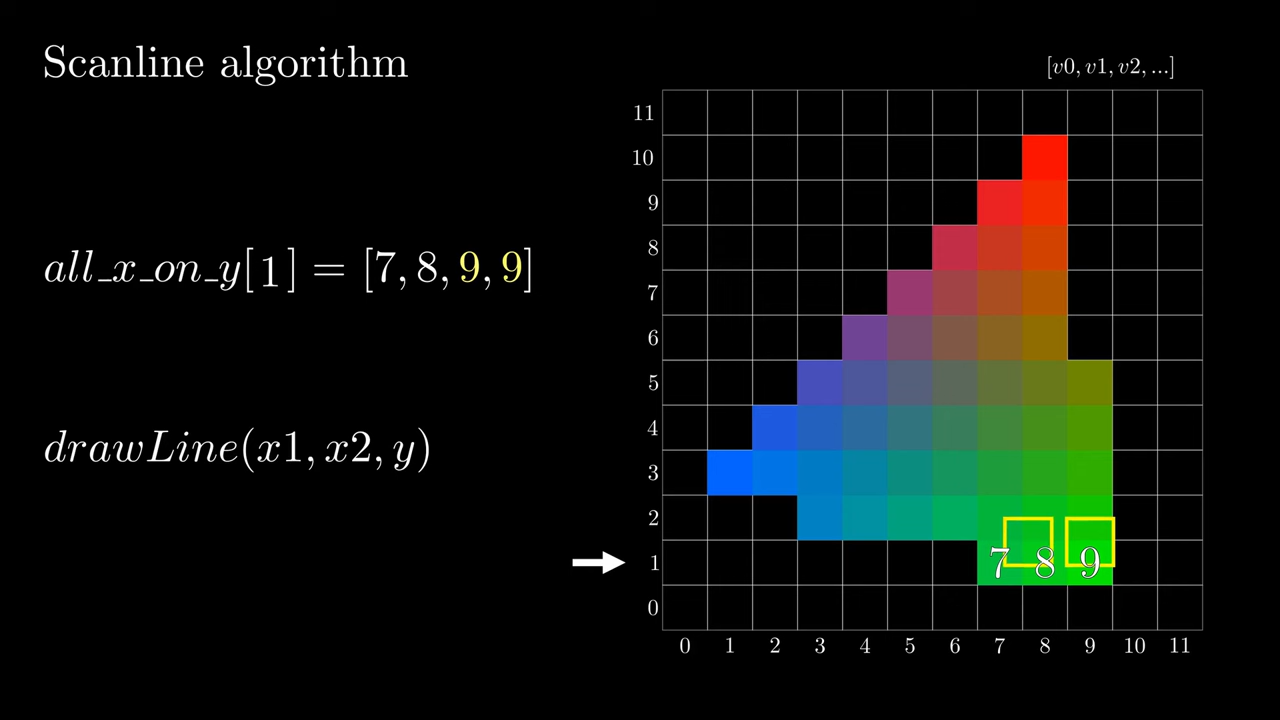 Scanline algorithm
[v0, v1, v2, ...]
11
10
9
8
7
6
all_x_on_y[1] = [7, 8, 9, 9]
5
4
drawLine(x1, x2, y)
3
2
1
7 8 9
0
0 1 2 3 4 5 6 7 8 9 10 11